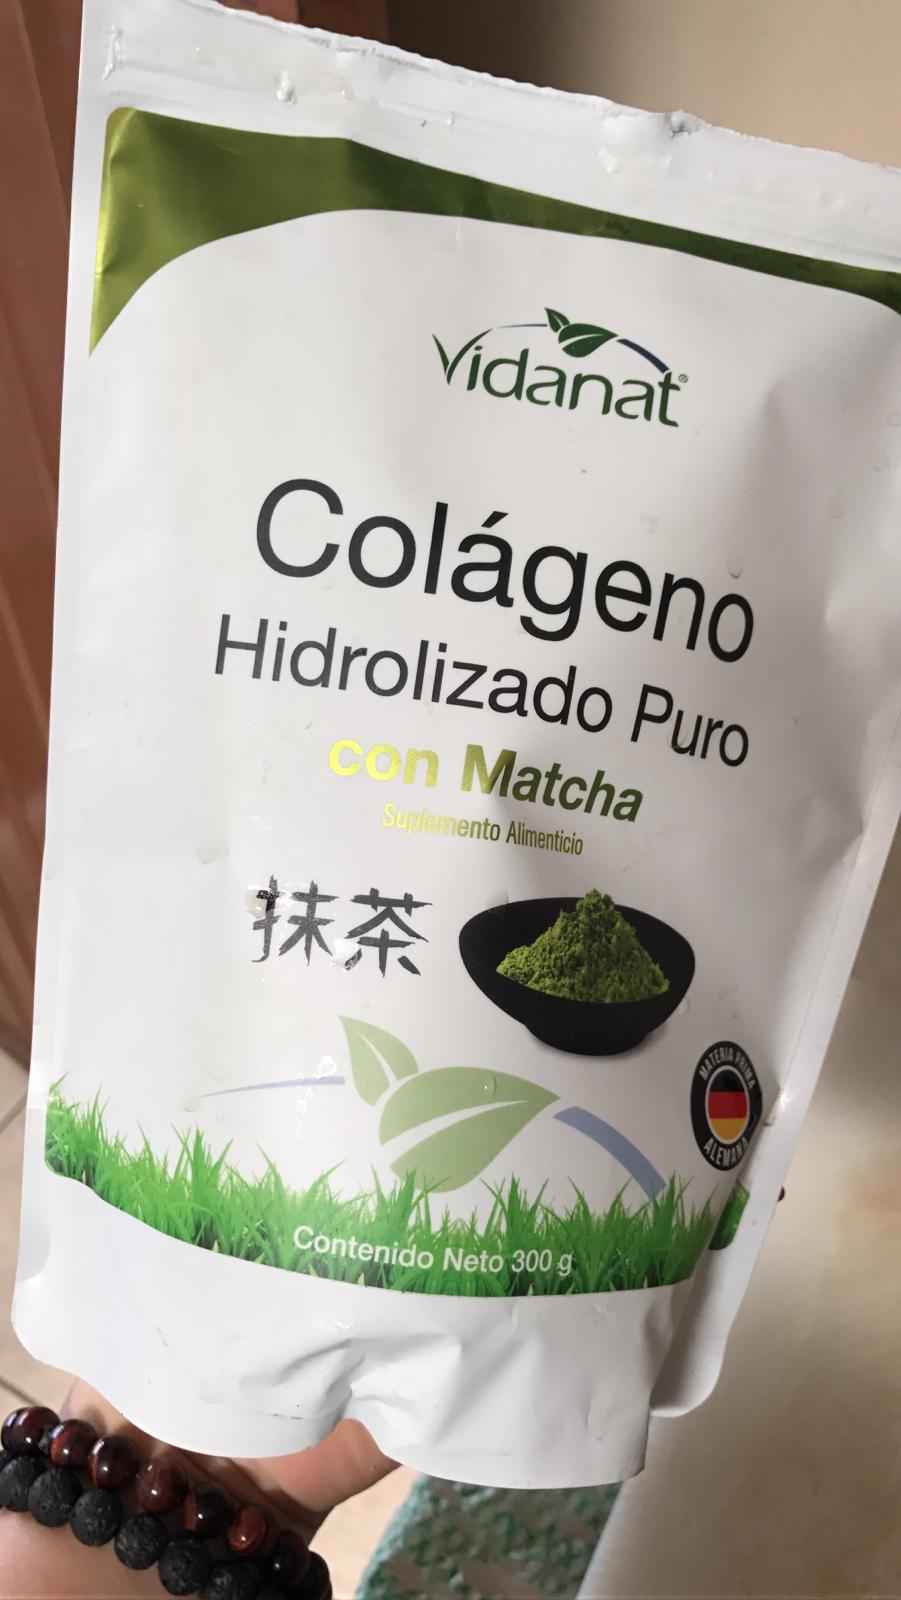 Vidanat®
Colágeno
Hidrolizado Puro
con Matcha
Suplemento Alimenticio
抹茶
MATERIA PRIMA
ALEMANA
Contenido Neto 300 g